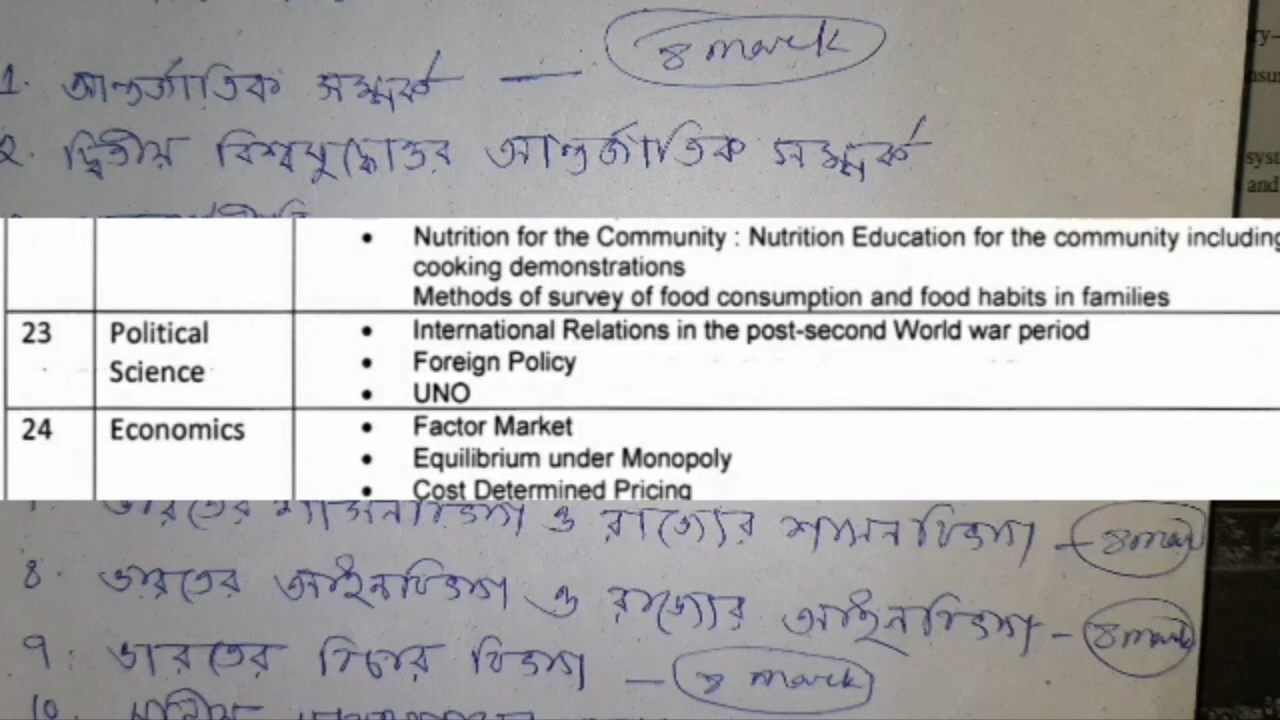 8 mark
1. আন্তর্জাতিক সম্পর্ক —
২. দ্বিতীয় বিশ্বযুদ্ধোত্তর আন্তর্জাতিক সম্পর্ক
syst
and
• Nutrition for the Community : Nutrition Education for the community including
cooking demonstrations
Methods of survey of food consumption and food habits in families
23 Political Science
• International Relations in the post-second World war period
• Foreign Policy
• UNO
24 Economics
• Factor Market
• Equilibrium under Monopoly
• Cost Determined Pricing
ভারতের শাসনবিভাগ ও রাজ্যের শাসনবিভাগ — 8 mark
8. ভারতের আইনবিভাগ ও রাজ্যের আইনবিভাগ — 8 mark
9. ভারতের বিচার বিভাগ — 8 mark
10.